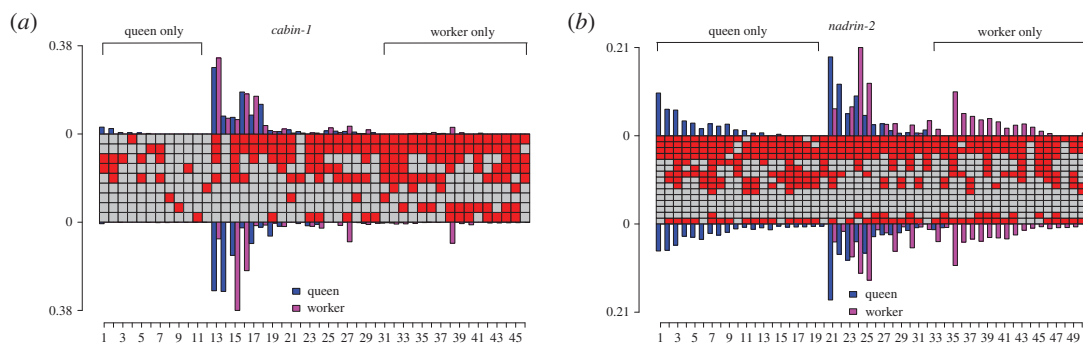 (a)
queen only
cabin-1
worker only
0.38
0
0
0.38
queen
worker
1 3 5 7 9 11 13 15 17 19 21 23 25 27 29 31 33 35 37 39 41 43 45
(b)
queen only
nadrin-2
worker only
0.21
0
0
0.21
queen
worker
1 3 5 7 9 11 13 15 17 19 21 23 25 27 29 31 33 35 37 39 41 43 45 47 49